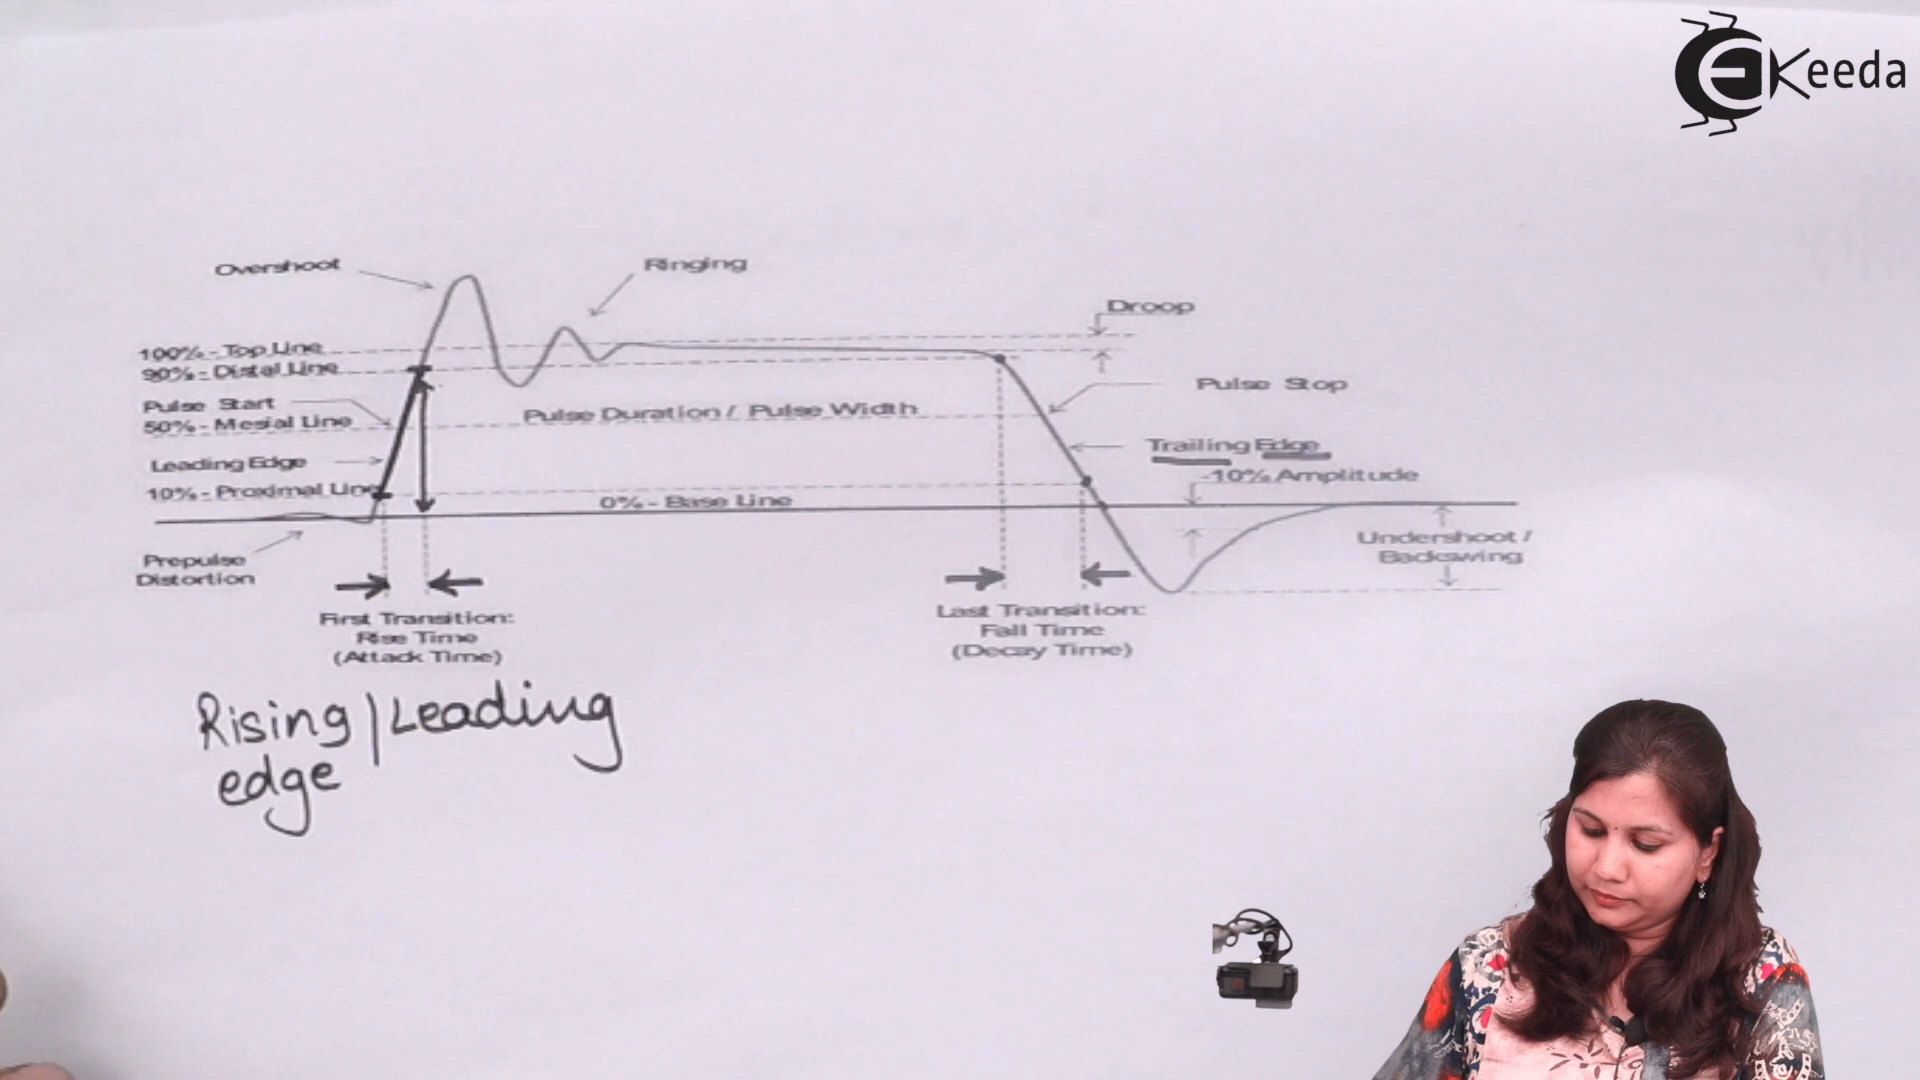 EKeeda
Overshoot
Ringing
Droop
100% - Top Line
90% - Distal Line
Pulse Start
50% - Mesial Line
Pulse Duration / Pulse Width
Pulse Stop
Trailing Edge
Leading Edge
10% - Proximal Line
0% - Base Line
-10% Amplitude
Prepulse
Distortion
Undershoot /
Backswing
First Transition:
Rise Time
(Attack Time)
Last Transition:
Fall Time
(Decay Time)
Rising | Leading
edge